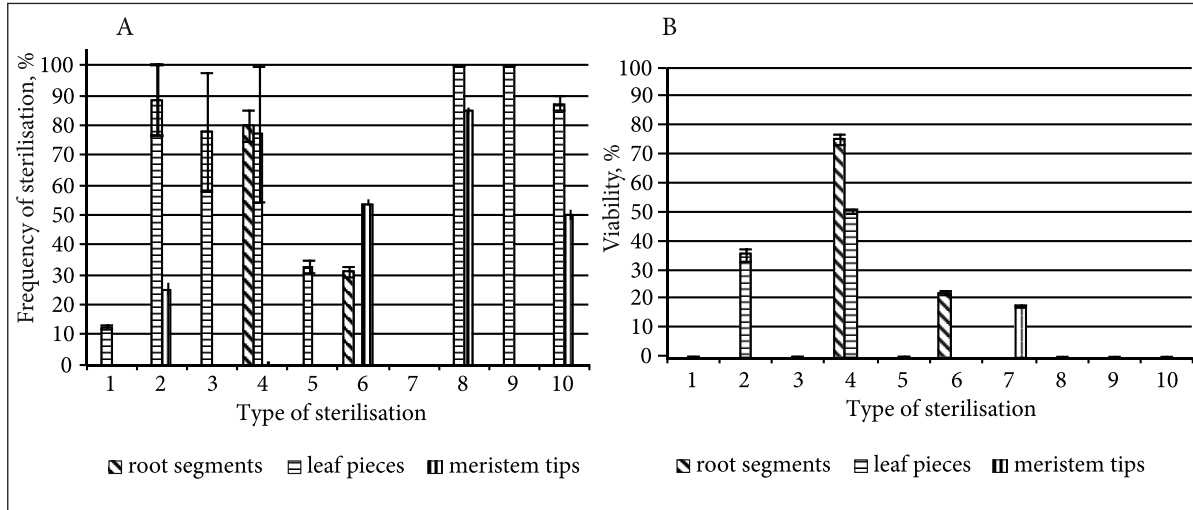 A
Frequency of sterilisation, %
100
90
80
70
60
50
40
30
20
10
0
1 2 3 4 5 6 7 8 9 10
Type of sterilisation
root segments leaf pieces meristem tips
B
Viability, %
100
90
80
70
60
50
40
30
20
10
0
1 2 3 4 5 6 7 8 9 10
Type of sterilisation
root segments leaf pieces meristem tips